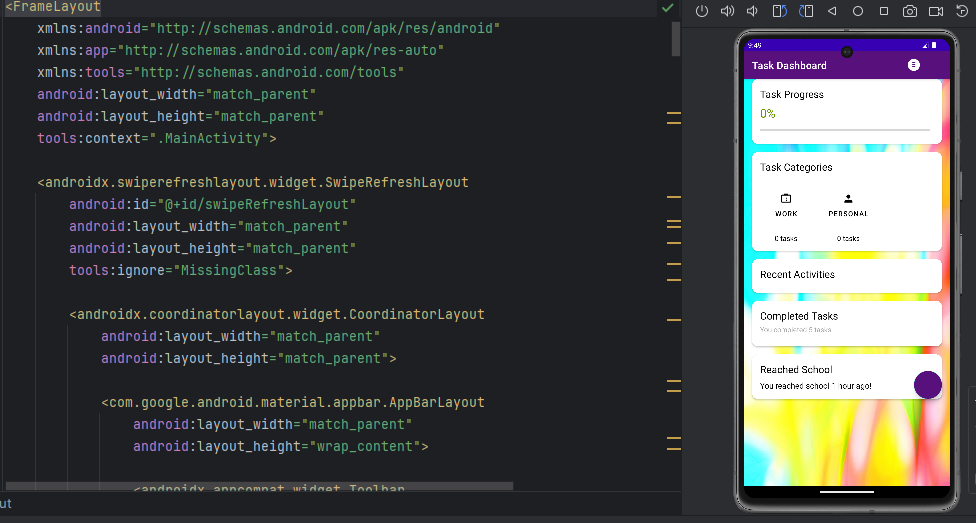 <FrameLayout
xmlns:android="http://schemas.android.com/apk/res/android"
xmlns:app="http://schemas.android.com/apk/res-auto"
xmlns:tools="http://schemas.android.com/tools"
android:layout_width="match_parent"
android:layout_height="match_parent"
tools:context=".MainActivity">
<androidx.swiperefreshlayout.widget.SwipeRefreshLayout
android:id="@+id/swipeRefreshLayout"
android:layout_width="match_parent"
android:layout_height="match_parent"
tools:ignore="MissingClass">
<androidx.coordinatorlayout.widget.CoordinatorLayout
android:layout_width="match_parent"
android:layout_height="match_parent">
<com.google.android.material.appbar.AppBarLayout
android:layout_width="match_parent"
android:layout_height="wrap_content">
<androidx.appcompat.widget.Toolbar
ut
9:49
Task Dashboard
Task Progress
0%
Task Categories
WORK PERSONAL
0 tasks 0 tasks
Recent Activities
Completed Tasks
You completed 5 tasks
Reached School
You reached school 1 hour ago!